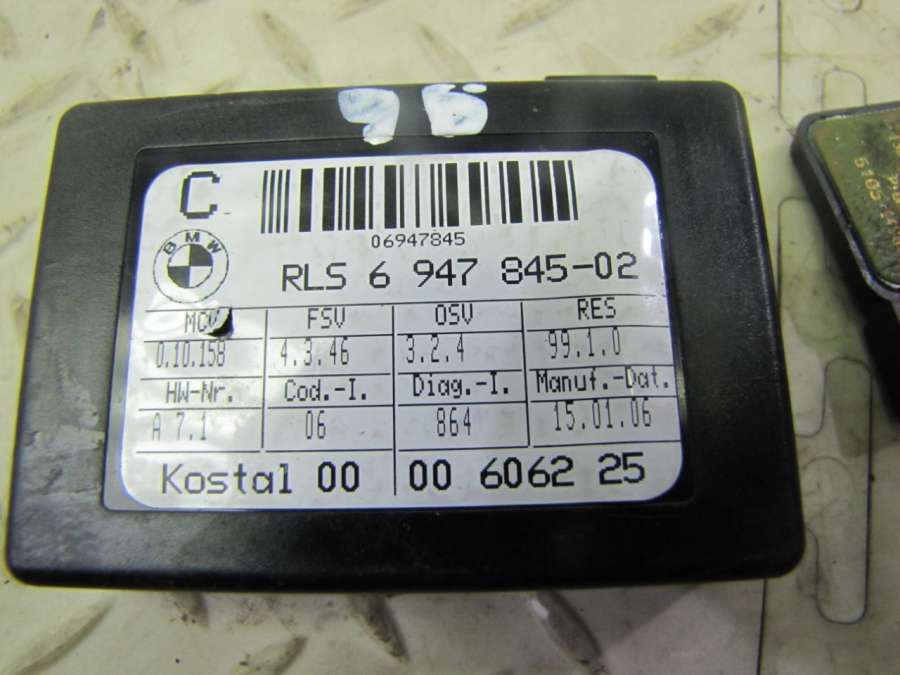 C
06947845
BMW
RLS 6 947 845-02
FSV OSV RES
0.10.158 4.3.46 3.2.4 99.1.0
HW-Nr. Cod.-I. Diag.-I. Manuf.-Dat.
A 7.1 06 864 15.01.06
Kostal 00 00 6062 25
5105